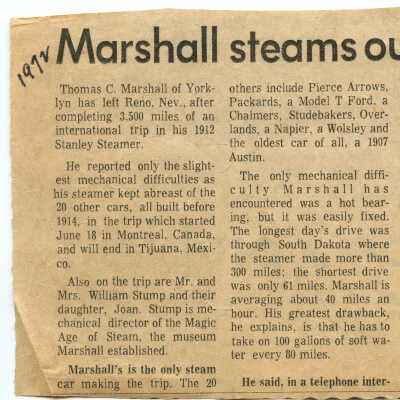 1972
Marshall steams ou
Thomas C. Marshall of York-
lyn has left Reno, Nev., after
completing 3.500 miles of an
international trip in his 1912
Stanley Steamer.
He reported only the slight-
est mechanical difficulties as
his steamer kept abreast of the
20 other cars, all built before
1914, in the trip which started
June 18 in Montreal, Canada,
and will end in Tijuana, Mexi-
co.
Also on the trip are Mr. and
Mrs. William Stump and their
daughter, Joan. Stump is me-
chanical director of the Magic
Age of Steam, the museum
Marshall established.
Marshall's is the only steam
car making the trip. The 20
others include Pierce Arrows,
Packards, a Model T Ford, a
Chalmers, Studebakers, Over-
lands, a Napier, a Wolsley and
the oldest car of all, a 1907
Austin.
The only mechanical diffi-
culty Marshall has
encountered was a hot bear-
ing, but it was easily fixed.
The longest day's drive was
through South Dakota where
the steamer made more than
300 miles; the shortest drive
was only 61 miles. Marshall is
averaging about 40 miles an
hour. His greatest drawback,
he explains, is that he has to
take on 100 gallons of soft wa-
ter every 80 miles.
He said, in a telephone inter-